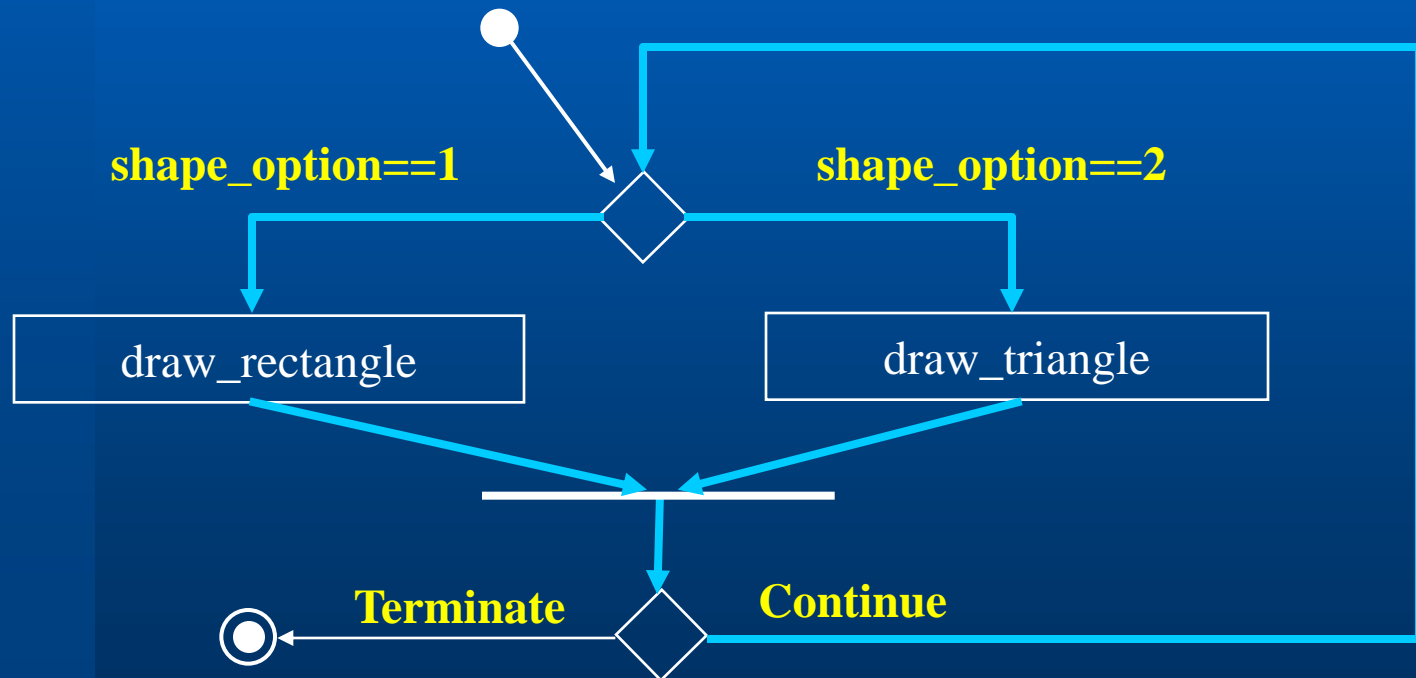 shape_option==1
shape_option==2
draw_rectangle
draw_triangle
Terminate
Continue